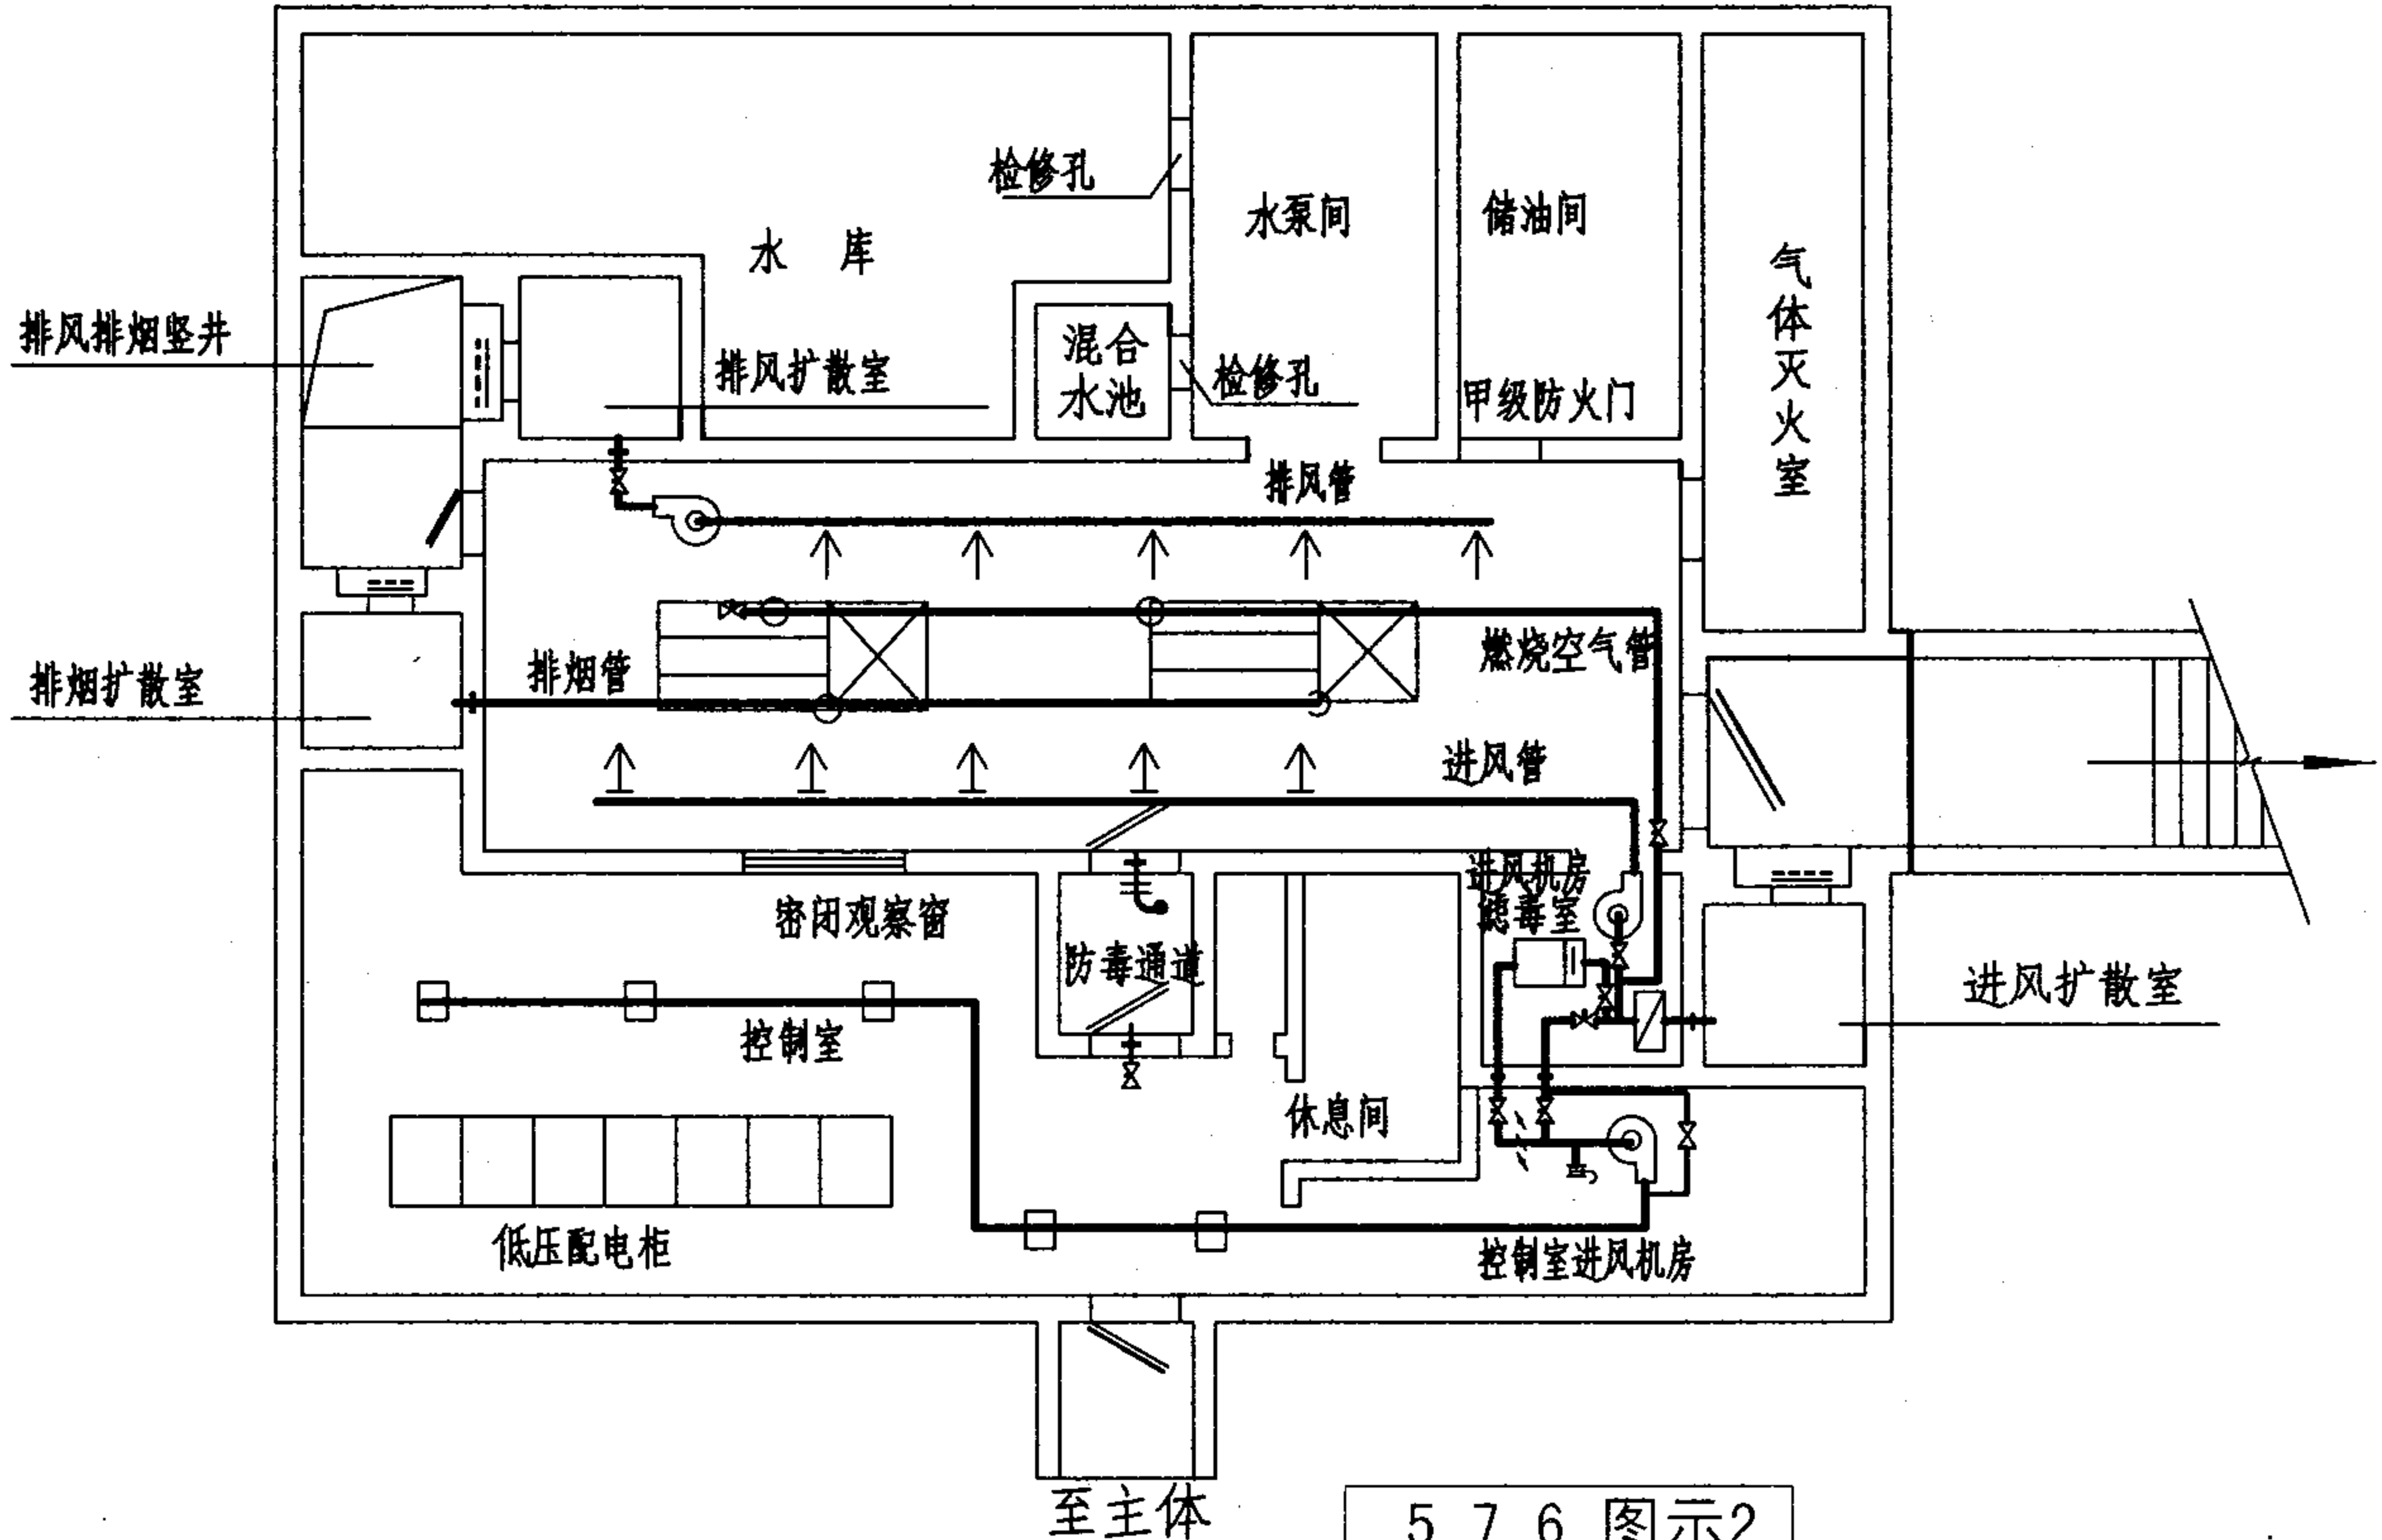 检修孔
水泵间
储油间
水 库
气体灭火室
排风排烟竖井
排风扩散室
混合
水池
检修孔
甲级防火门
排风管
排烟扩散室
排烟管
燃烧空气管
进风管
密闭观察窗
进风机房
滤毒室
防毒通道
进风扩散室
控制室
休息间
低压配电柜
控制室进风机房
至主体
5 7 6 图示2